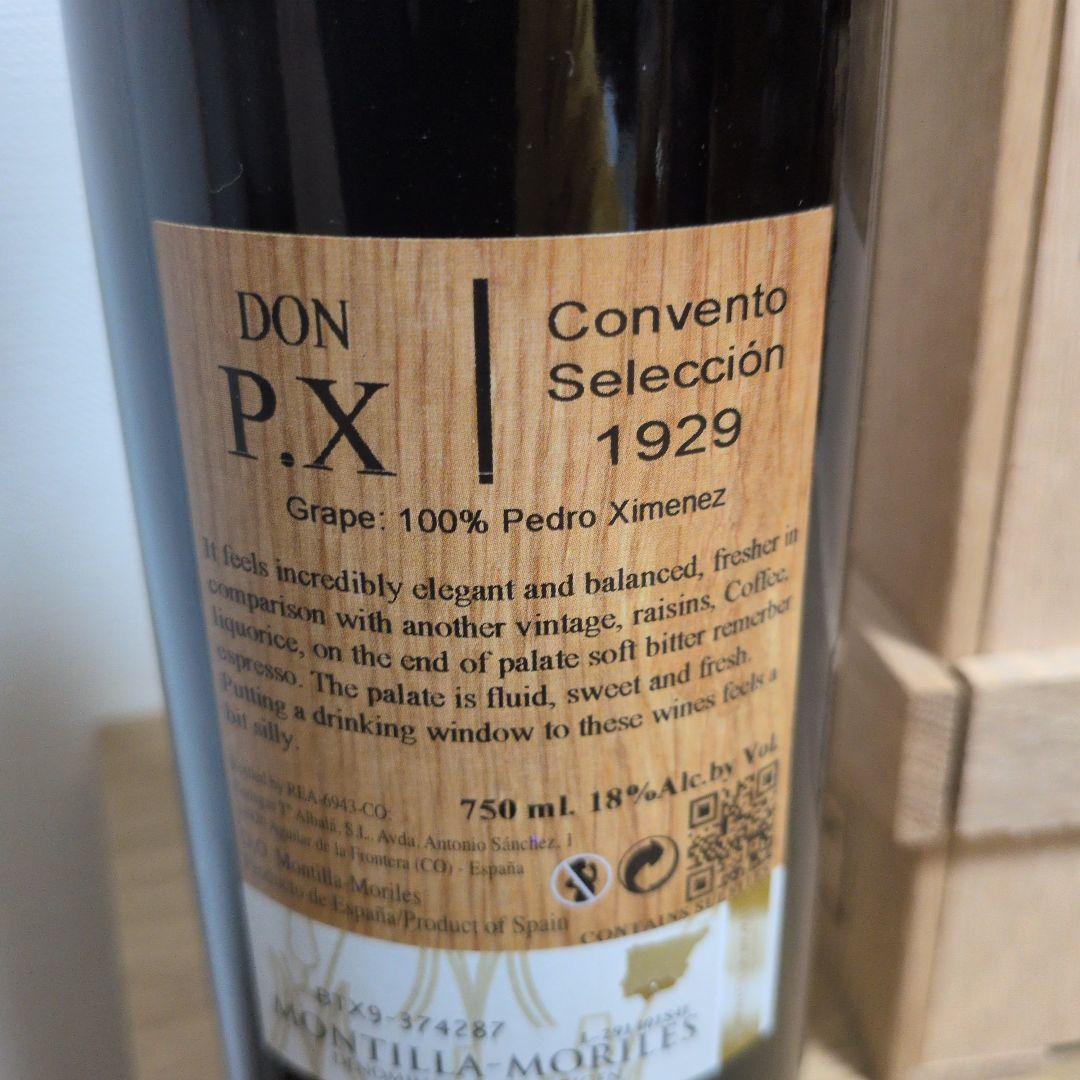 DON
P.X
Convento
Selección
1929
Grape: 100% Pedro Ximenez
It feels incredibly elegant and balanced, fresher in
comparison with another vintage, raisins, Coffee,
liquorice, on the end of palate soft bitter remerber
espresso. The palate is fluid, sweet and fresh.
Putting a drinking window to these wines feels a
bit silly.
750 ml. 18%Alc.by Vol.
by REA-6943-CO:
Albalá, S.L., Avda. Antonio Sánchez, 1
Aguilar de la Frontera (CO) - España
D.O. Montilla-Moriles
Producto de España/Product of Spain
CONTAINS
BTX9-374287
MONTILLA-MORILES